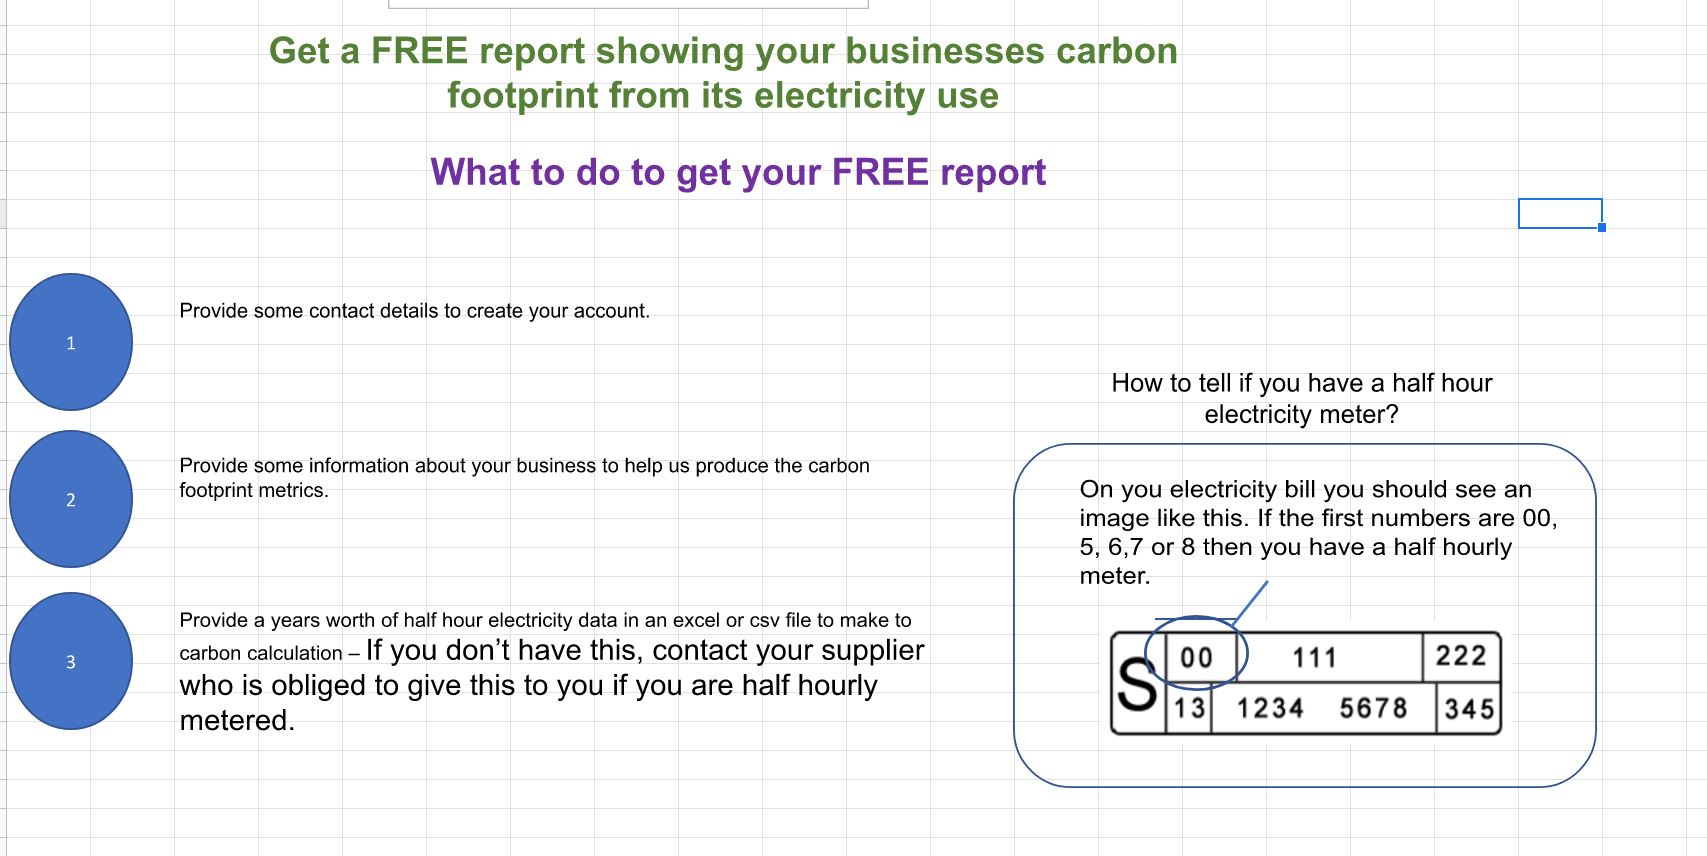 Get a FREE report showing your businesses carbon
footprint from its electricity use
What to do to get your FREE report
1
Provide some contact details to create your account.
2
Provide some information about your business to help us produce the carbon
footprint metrics.
3
Provide a years worth of half hour electricity data in an excel or csv file to make to
carbon calculation – If you don’t have this, contact your supplier
who is obliged to give this to you if you are half hourly
metered.
How to tell if you have a half hour
electricity meter?
On you electricity bill you should see an
image like this. If the first numbers are 00,
5, 6,7 or 8 then you have a half hourly
meter.
S 00 111 222
13 1234 5678 345